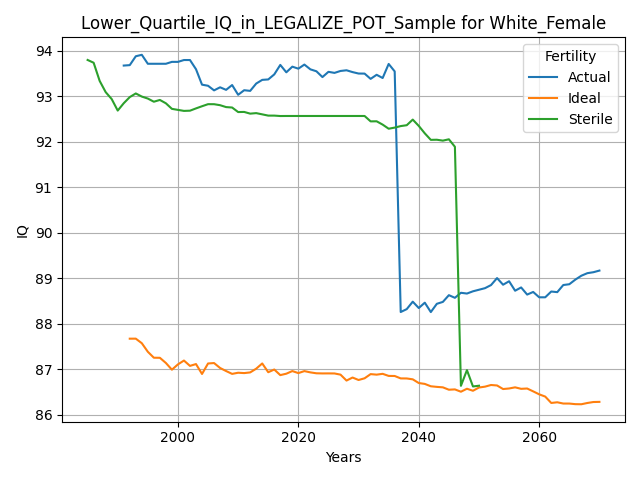 Lower_Quartile_IQ_in_LEGALIZE_POT_Sample for White_Female
Fertility
Actual
Ideal
Sterile
IQ
94
93
92
91
90
89
88
87
86
2000
2020
2040
2060
Years